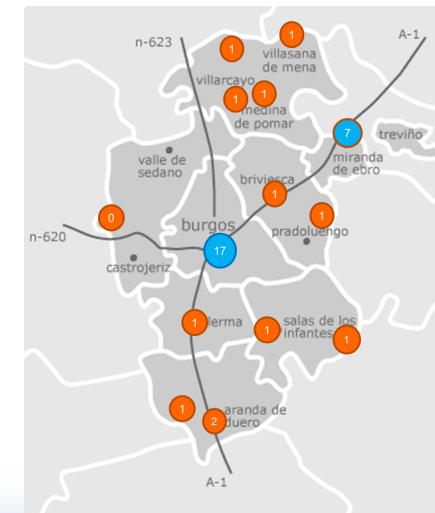 1
A-1
n-623
1
villasana
de mena
villarcayo
1
1
medina
de pomar
7
treviño
valle de
sedano
miranda
de ebro
briviesca
1
0
1
burgos
pradoluengo
n-620
17
castrojeriz
1
lerma
1
salas de los
infantes
1
1
2
aranda de
duero
A-1